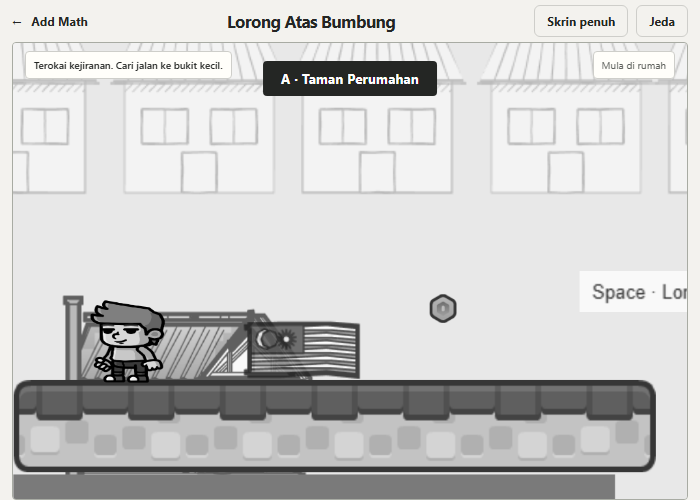 ← Add Math
Lorong Atas Bumbung
Skrin penuh
Jeda
Terokai kejiranan. Cari jalan ke bukit kecil.
A · Taman Perumahan
Mula di rumah
Space · Lor